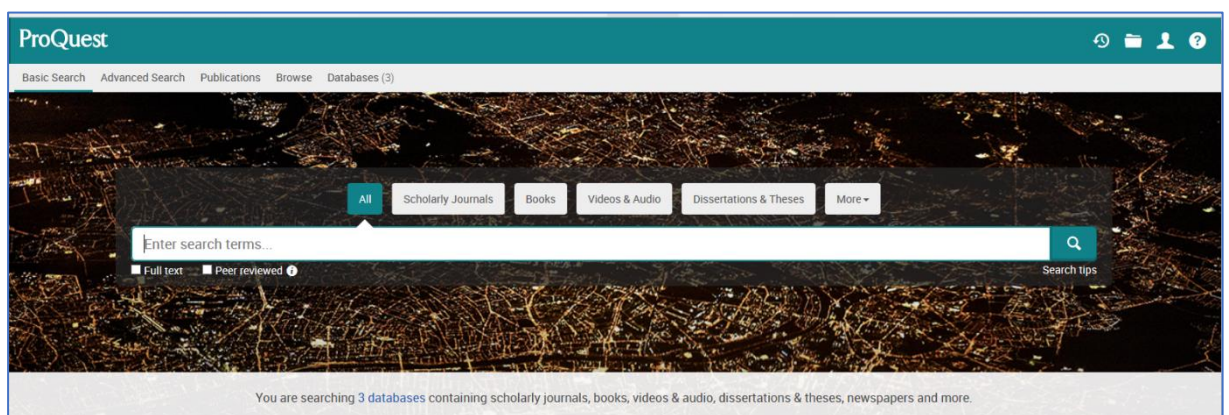 ProQuest
Basic Search Advanced Search Publications Browse Databases (3)
All Scholarly Journals Books Videos & Audio Dissertations & Theses More
Enter search terms...
Full text Peer reviewed Search tips
You are searching 3 databases containing scholarly journals, books, videos & audio, dissertations & theses, newspapers and more.